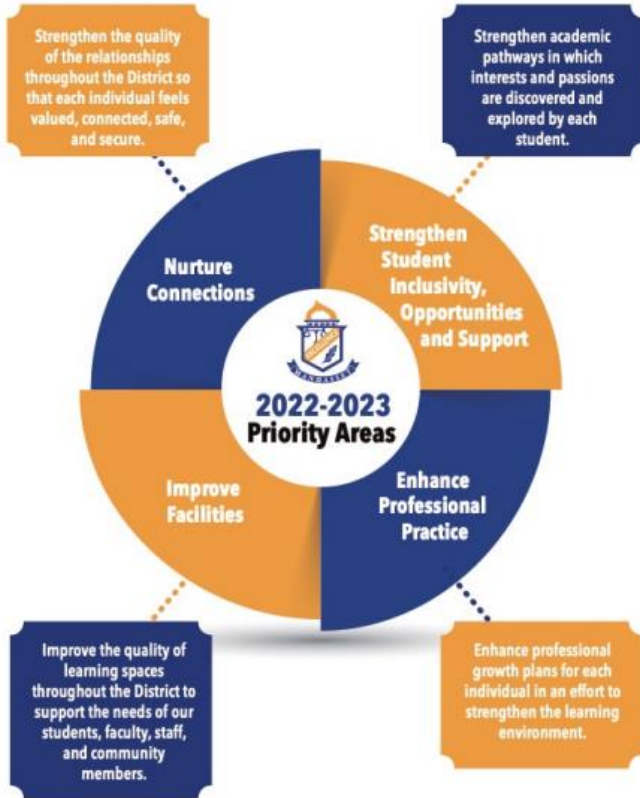 Strengthen the quality
of the relationships
throughout the District so
that each individual feels
valued, connected, safe,
and secure.
Strengthen academic
pathways in which
interests and passions
are discovered and
explored by each
student.
Nurture
Connections
Strengthen
Student
Inclusivity,
Opportunities
and Support
EXCELLENCE
MANHASSET
2022-2023
Priority Areas
Improve
Facilities
Enhance
Professional
Practice
Improve the quality of
learning spaces
throughout the District to
support the needs of our
students, faculty, staff,
and community
members.
Enhance professional
growth plans for each
individual in an effort to
strengthen the learning
environment.